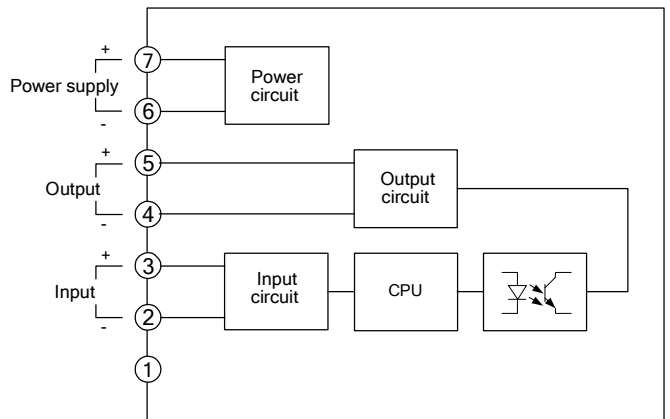 +
7
Power supply
6
-
Power
circuit
+
5
Output
4
-
Output
circuit
+
3
Input
2
-
Input
circuit
CPU
1